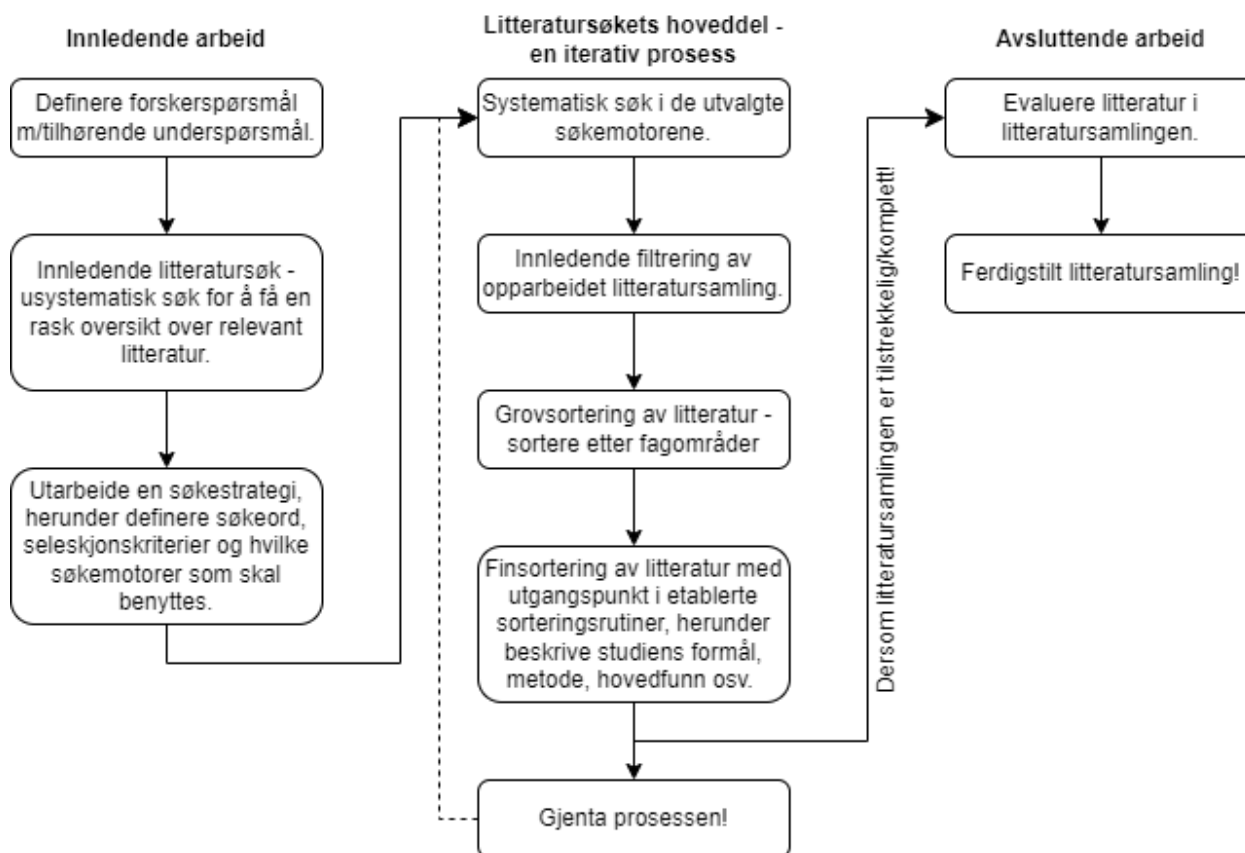 Innledende arbeid
Definere forskerspørsmål
m/tilhørende underspørsmål.
Innledende litteratursøk -
usystematisk søk for å få en
rask oversikt over relevant
litteratur.
Utarbeide en søkestrategi,
herunder definere søkeord,
seleskjonskriterier og hvilke
søkemotorer som skal
benyttes.
Litteratursøkets hoveddel -
en iterativ prosess
Systematisk søk i de utvalgte
søkemotorene.
Innledende filtrering av
opparbeidet litteratursamling.
Grovsortering av litteratur -
sortere etter fagområder
Finsortering av litteratur med
utgangspunkt i etablerte
sorteringsrutiner, herunder
beskrive studiens formål,
metode, hovedfunn osv.
Gjenta prosessen!
Dersom litteratursamlingen er tilstrekkelig/komplett!
Avsluttende arbeid
Evaluere litteratur i
litteratursamlingen.
Ferdigstilt litteratursamling!